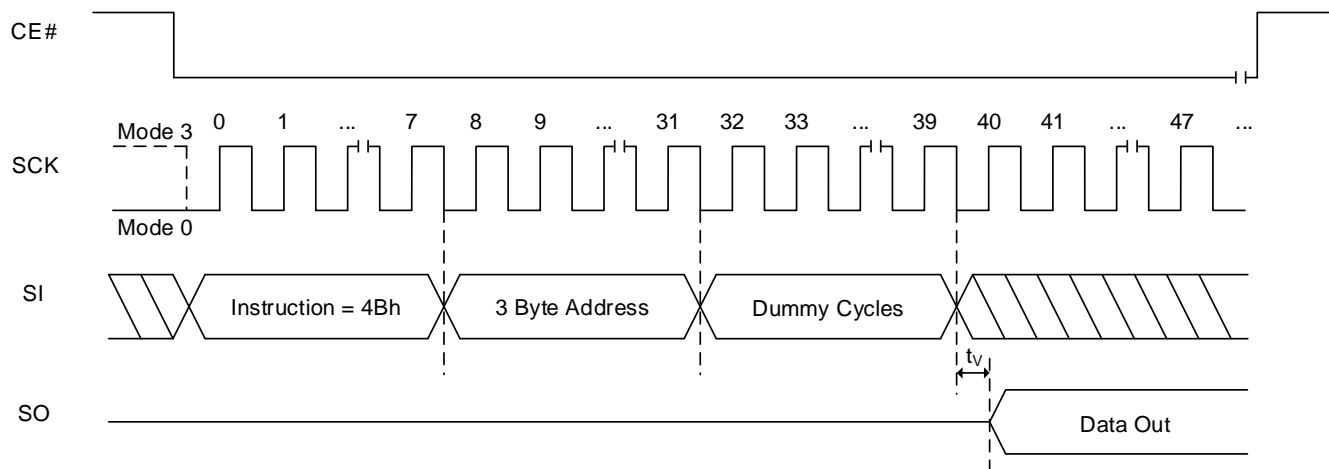 CE#
Mode 3
0 1 ... 7 8 9 ... 31 32 33 ... 39 40 41 ... 47 ...
SCK
Mode 0
SI
Instruction = 4Bh
3 Byte Address
Dummy Cycles
tV
SO
Data Out